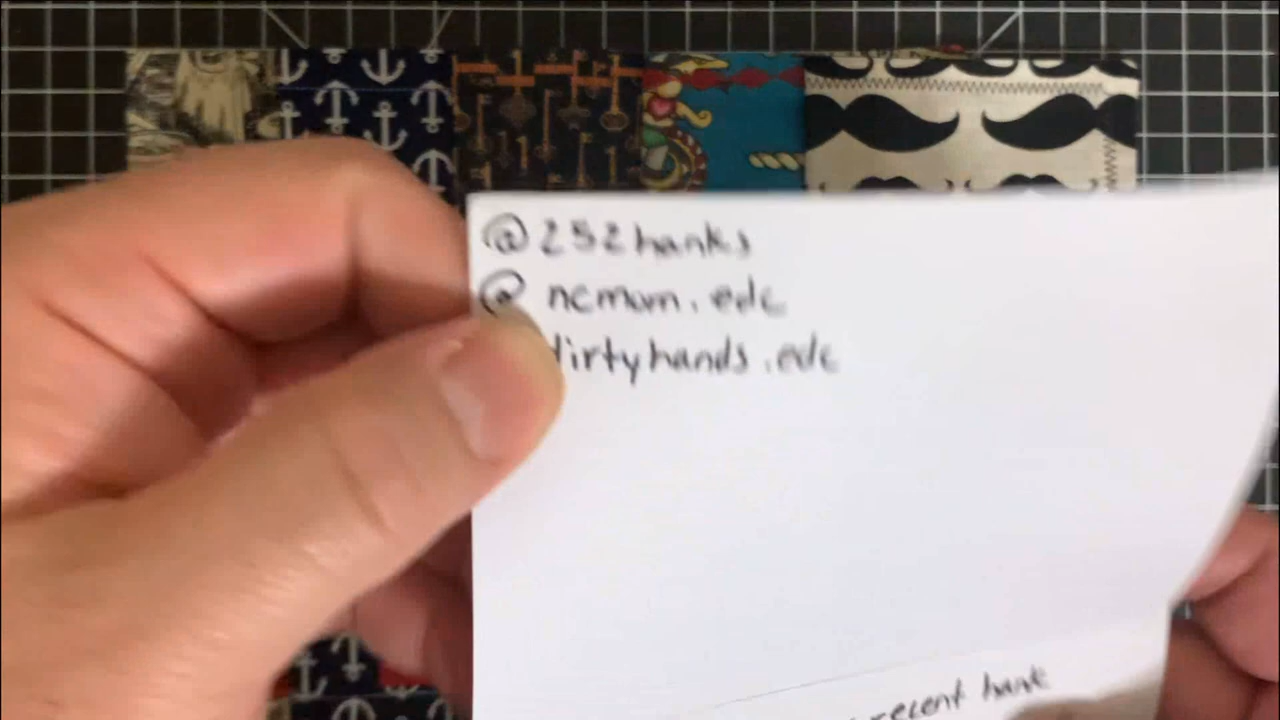 @252hanks
@ncmom.edc
dirtyhands.edc
recent hank